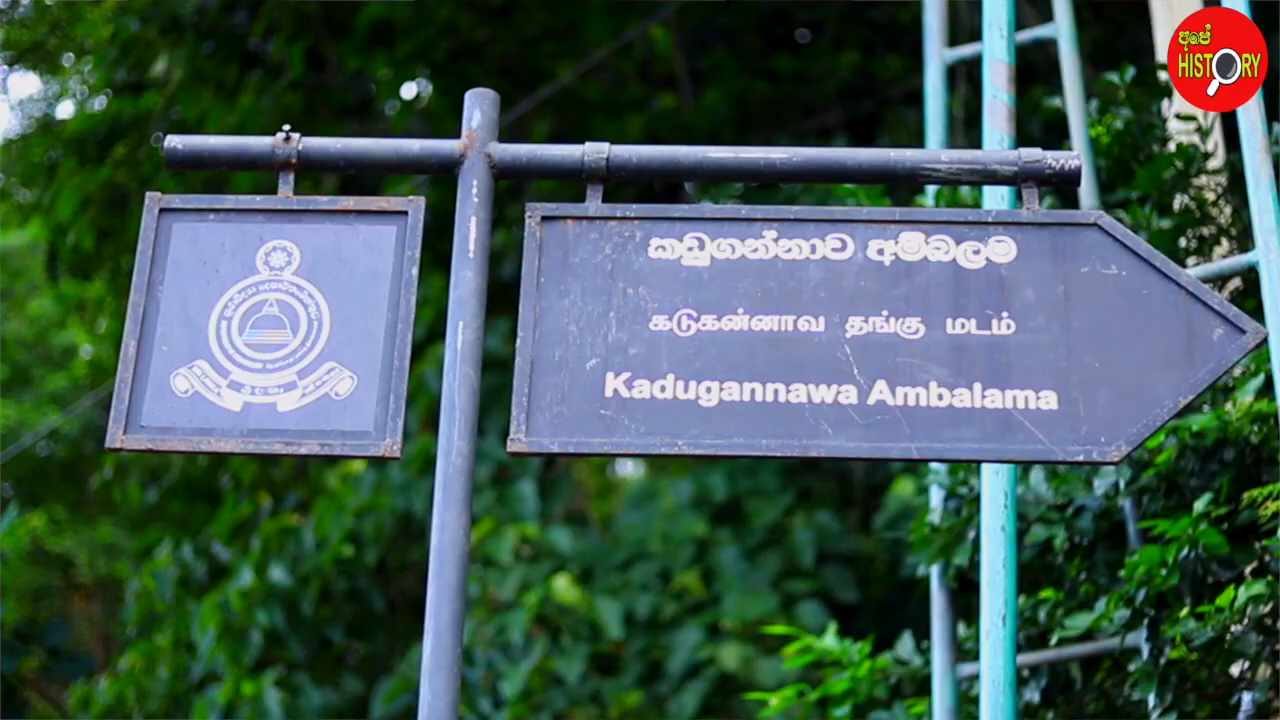 අපේ
HISTORY
කඩුගන්නාව අම්බලම
கடுகன்னாவ தங்கு மடம்
Kadugannawa Ambalama